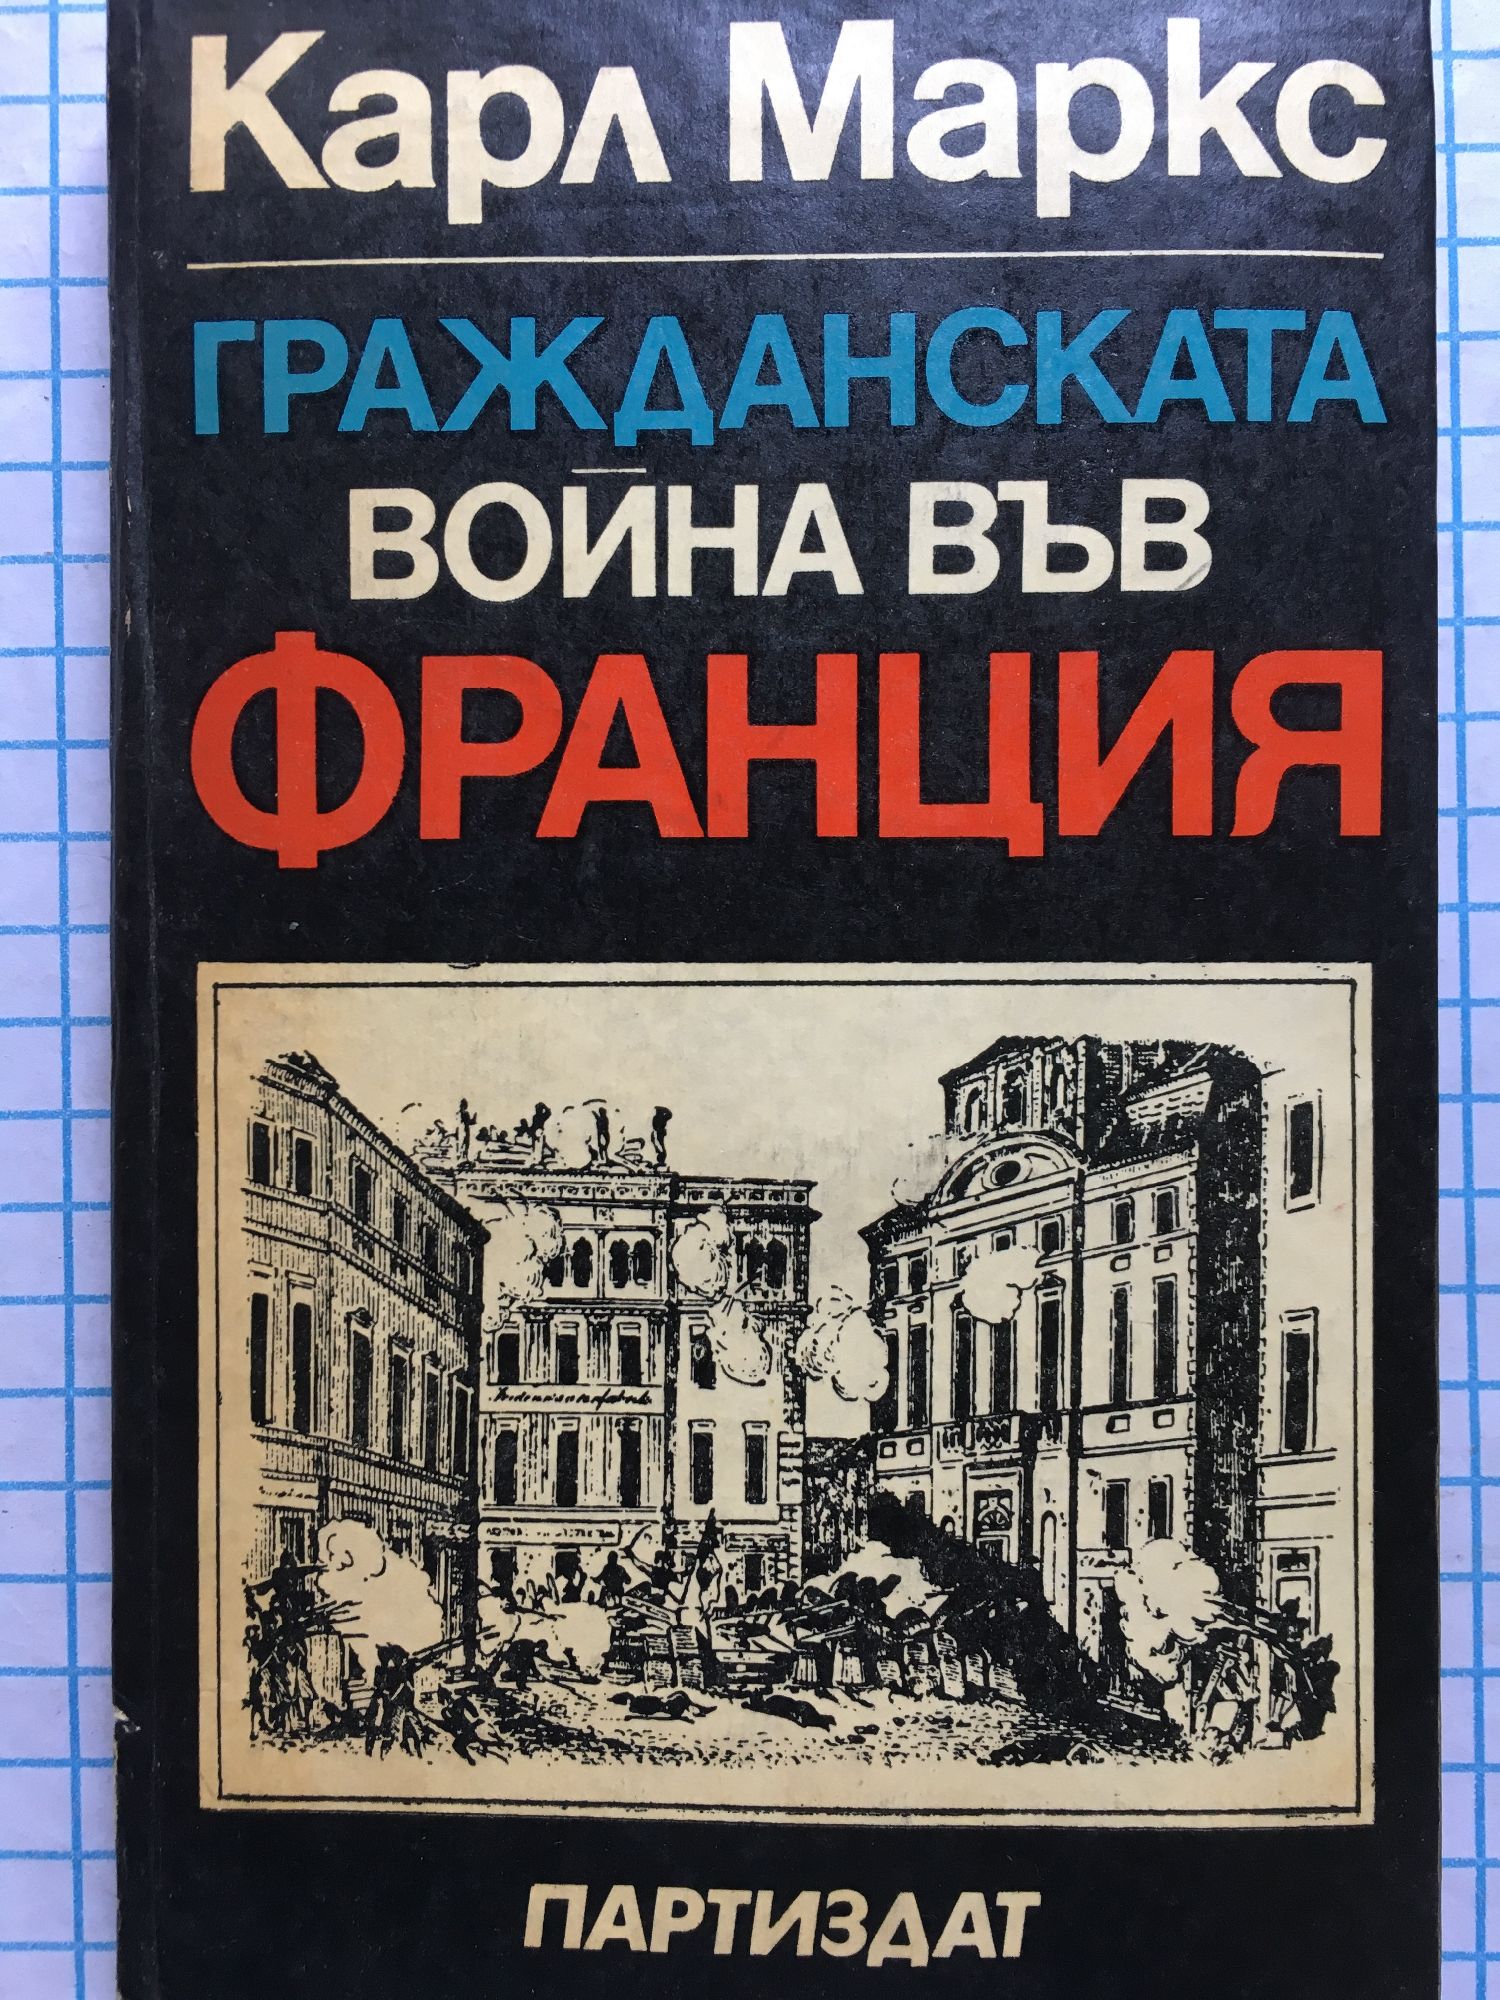 Карл Маркс
ГРАЖДАНСКАТА
ВОЙНА ВЪВ
ФРАНЦИЯ
ПАРТИЗДАТ